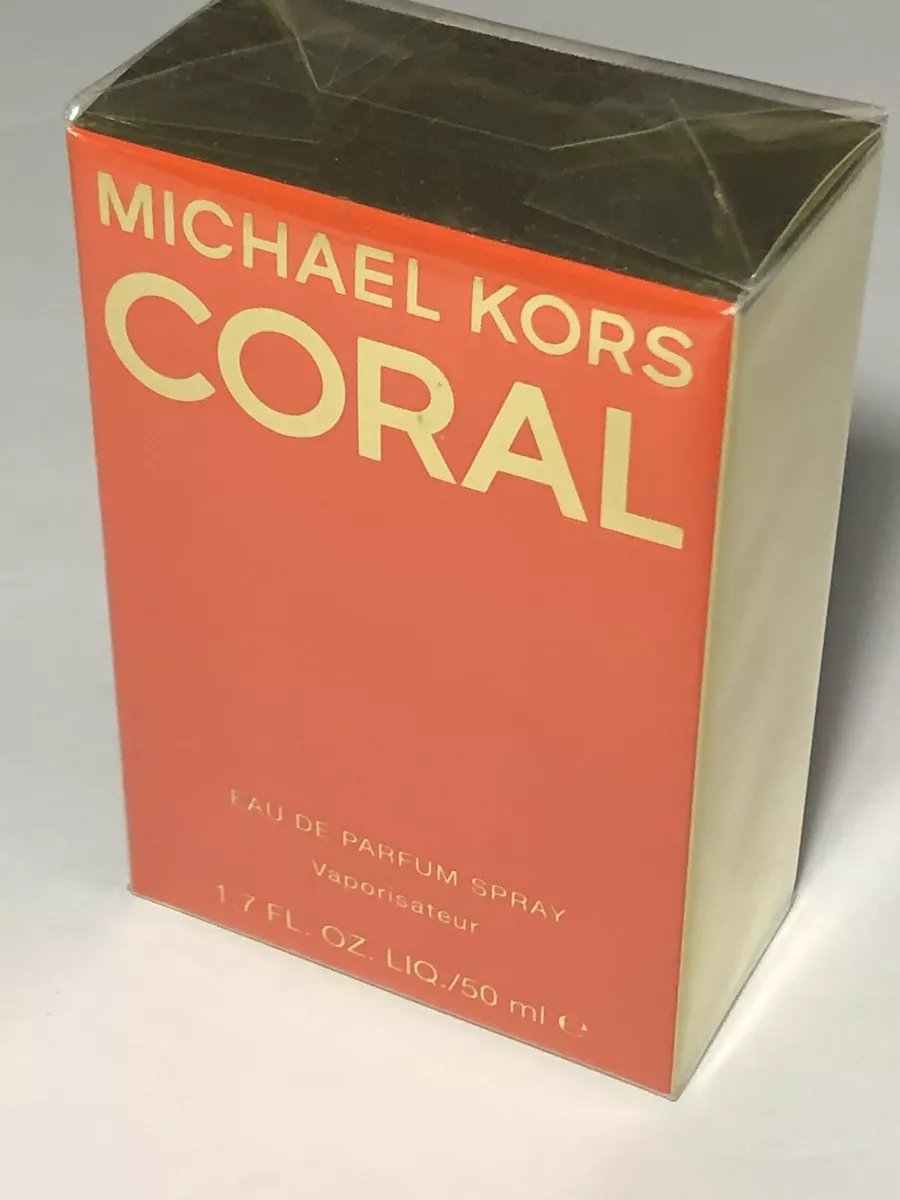 MICHAEL KORS
CORAL
EAU DE PARFUM SPRAY
Vaporisateur
1.7 FL. OZ. LIQ./50 ml ℮